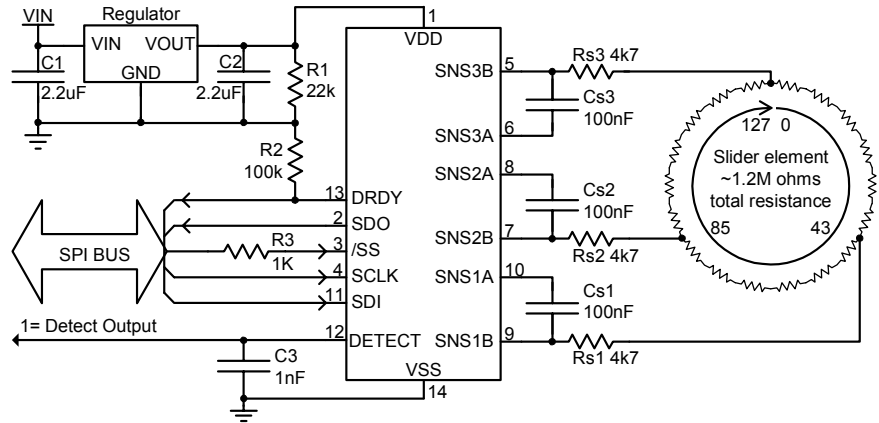 VIN
Regulator
VIN VOUT
GND
C1
2.2uF
C2
2.2uF
R1
22k
R2
100k
1
VDD
SNS3B 5
Rs3 4k7
Cs3
100nF
SNS3A 6
SNS2A 8
Cs2
100nF
SNS2B 7
Rs2 4k7
SNS1A 10
Cs1
100nF
SNS1B 9
Rs1 4k7
127 0
Slider element
~1.2M ohms
total resistance
85 43
13 DRDY
2 SDO
SPI BUS
R3
1K
3 /SS
4 SCLK
11 SDI
1= Detect Output
12 DETECT
C3
1nF
VSS
14